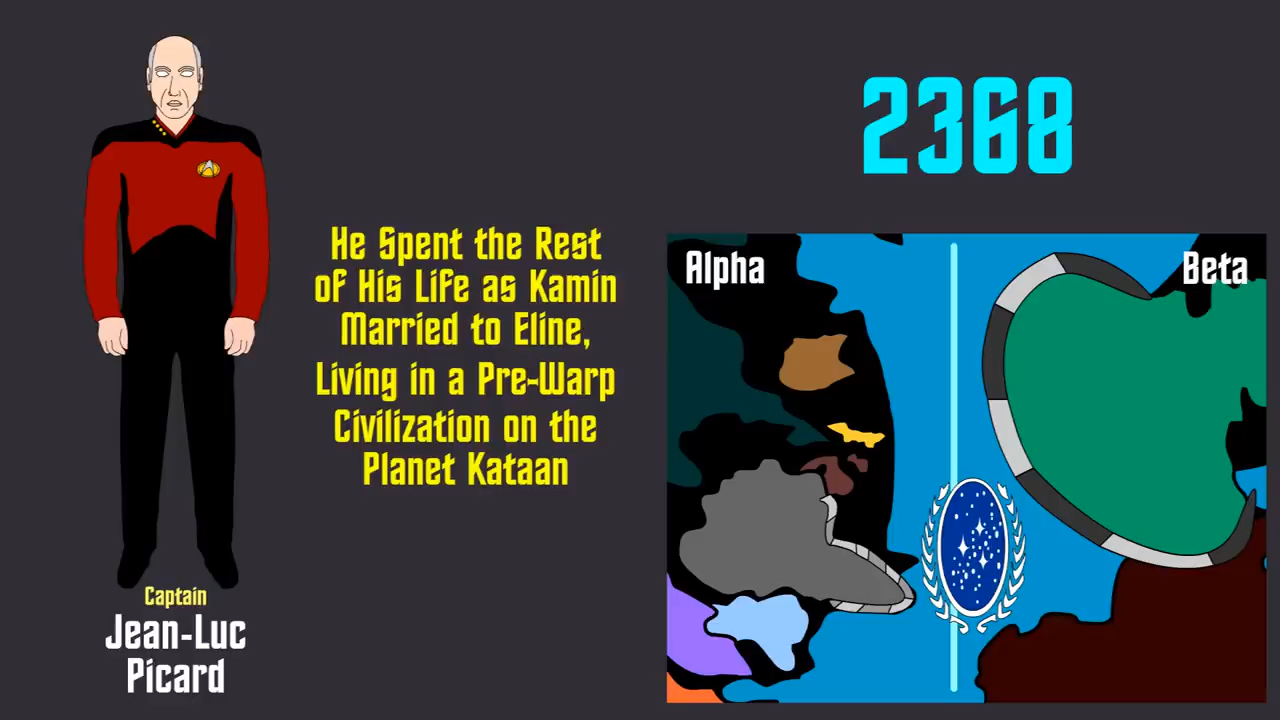 2368
He Spent the Rest
of His Life as Kamin
Married to Eline,
Living in a Pre-Warp
Civilization on the
Planet Kataan
Alpha
Beta
Captain
Jean-Luc
Picard